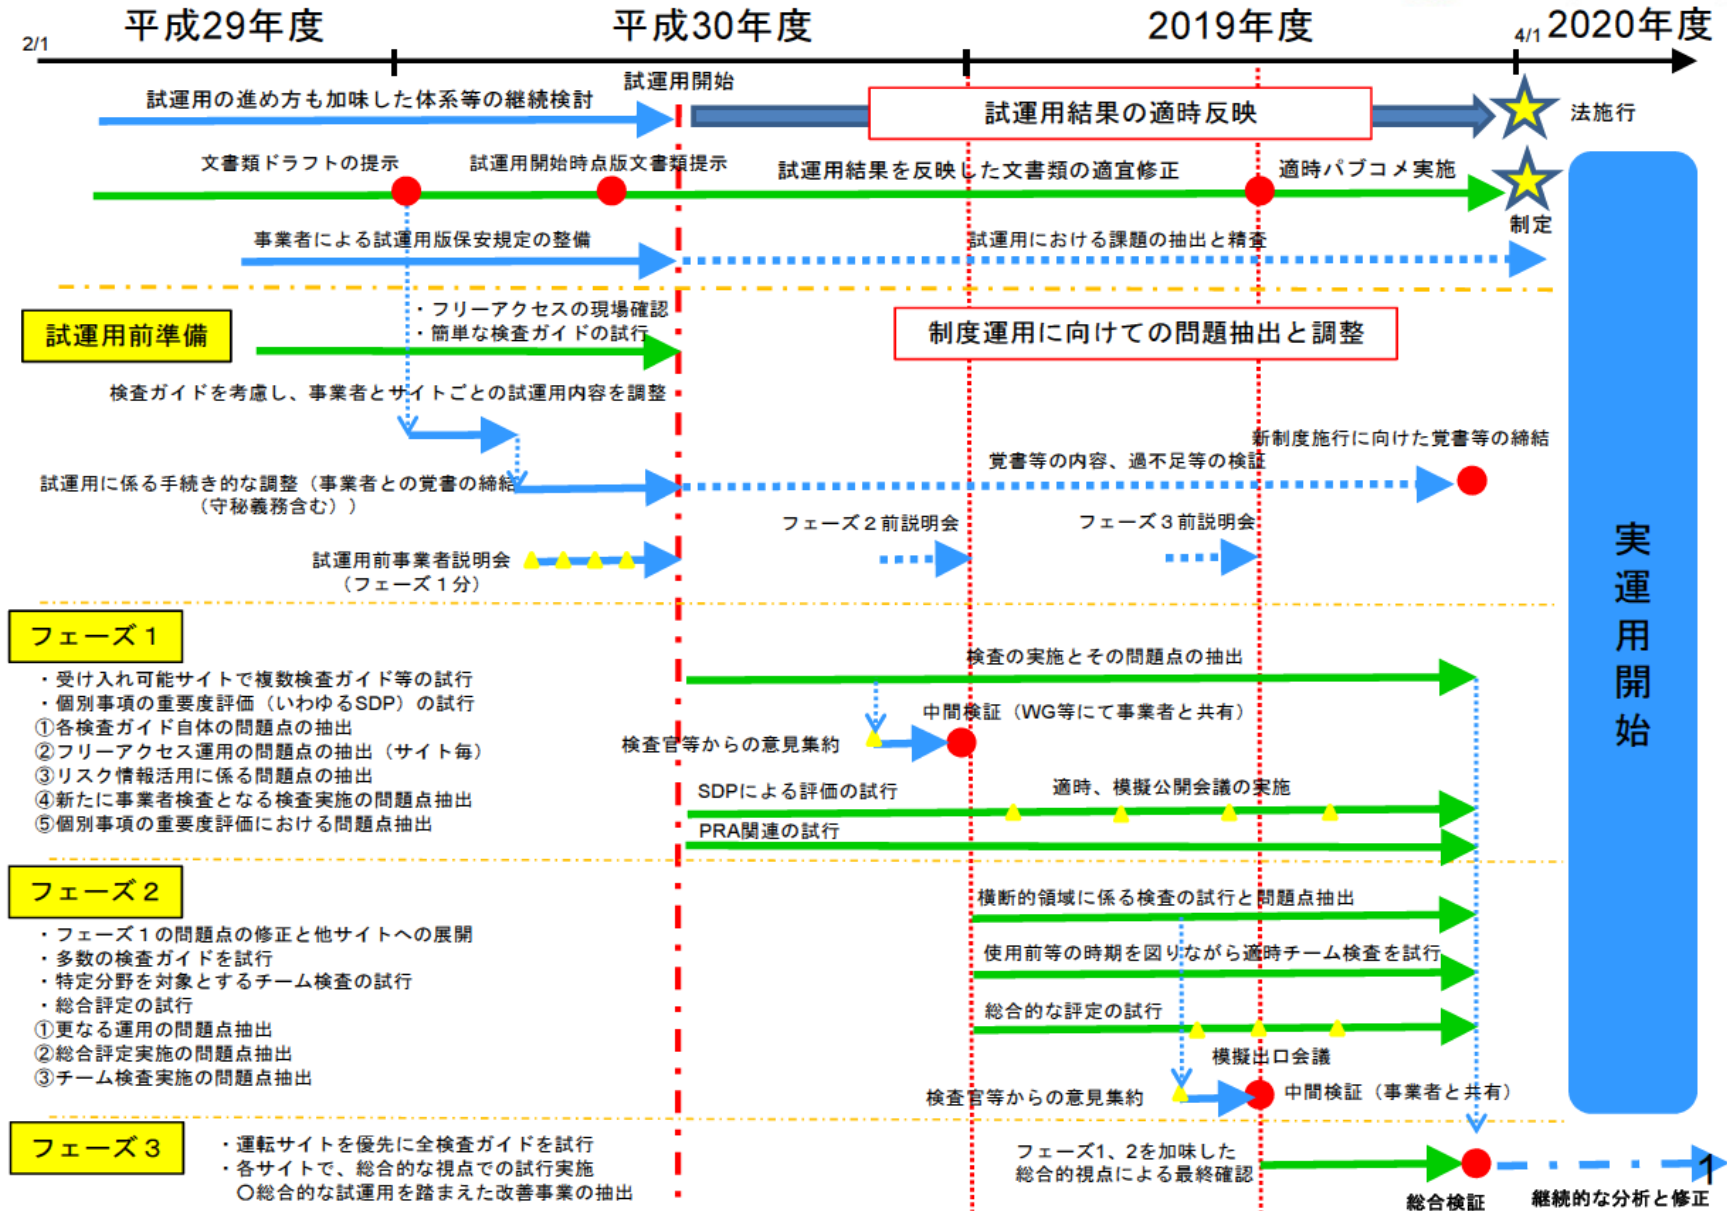 平成29年度
平成30年度
2019年度
2020年度
2/1
4/1
試運用開始
試運用の進め方も加味した体系等の継続検討
試運用結果の適時反映
法施行
文書類ドラフトの提示
試運用開始時点版文書類提示
試運用結果を反映した文書類の適宜修正
適時パブコメ実施
制定
事業者による試運用版保安規定の整備
試運用における課題の抽出と精査
試運用前準備
・フリーアクセスの現場確認
・簡単な検査ガイドの試行
制度運用に向けての問題抽出と調整
検査ガイドを考慮し、事業者とサイトごとの試運用内容を調整
新制度施行に向けた覚書等の締結
覚書等の内容、過不足等の検証
試運用に係る手続き的な調整（事業者との覚書の締結
（守秘義務含む））
フェーズ２前説明会
フェーズ３前説明会
試運用前事業者説明会
（フェーズ１分）
実運用開始
フェーズ１
・受け入れ可能サイトで複数検査ガイド等の試行
・個別事項の重要度評価（いわゆるSDP）の試行
①各検査ガイド自体の問題点の抽出
②フリーアクセス運用の問題点の抽出（サイト毎）
③リスク情報活用に係る問題点の抽出
④新たに事業者検査となる検査実施の問題点抽出
⑤個別事項の重要度評価における問題点抽出
検査の実施とその問題点の抽出
中間検証（WG等にて事業者と共有）
検査官等からの意見集約
SDPによる評価の試行
適時、模擬公開会議の実施
PRA関連の試行
フェーズ２
・フェーズ１の問題点の修正と他サイトへの展開
・多数の検査ガイドを試行
・特定分野を対象とするチーム検査の試行
・総合評定の試行
①更なる運用の問題点抽出
②総合評定実施の問題点抽出
③チーム検査実施の問題点抽出
横断的領域に係る検査の試行と問題点抽出
使用前等の時期を図りながら適時チーム検査を試行
総合的な評定の試行
模擬出口会議
検査官等からの意見集約
中間検証（事業者と共有）
フェーズ３
・運転サイトを優先に全検査ガイドを試行
・各サイトで、総合的な視点での試行実施
〇総合的な試運用を踏まえた改善事業の抽出
フェーズ1、2を加味した
総合的視点による最終確認
総合検証
継続的な分析と修正
1